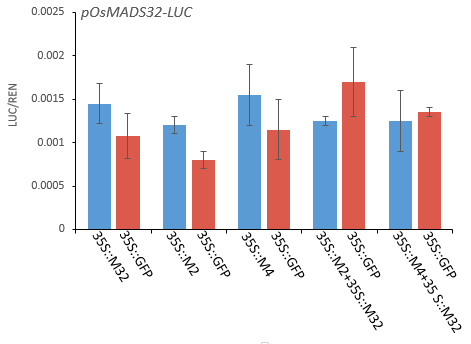 pOsMADS32-LUC
0.0025
0.002
0.0015
0.001
0.0005
0
LUC/REN
35S::M32
35S::GFP
35S::M2
35S::GFP
35S::M4
35S::GFP
35S::M2+35S::M32
35S::GFP
35S::M4+35 S::M32
35S::GFP